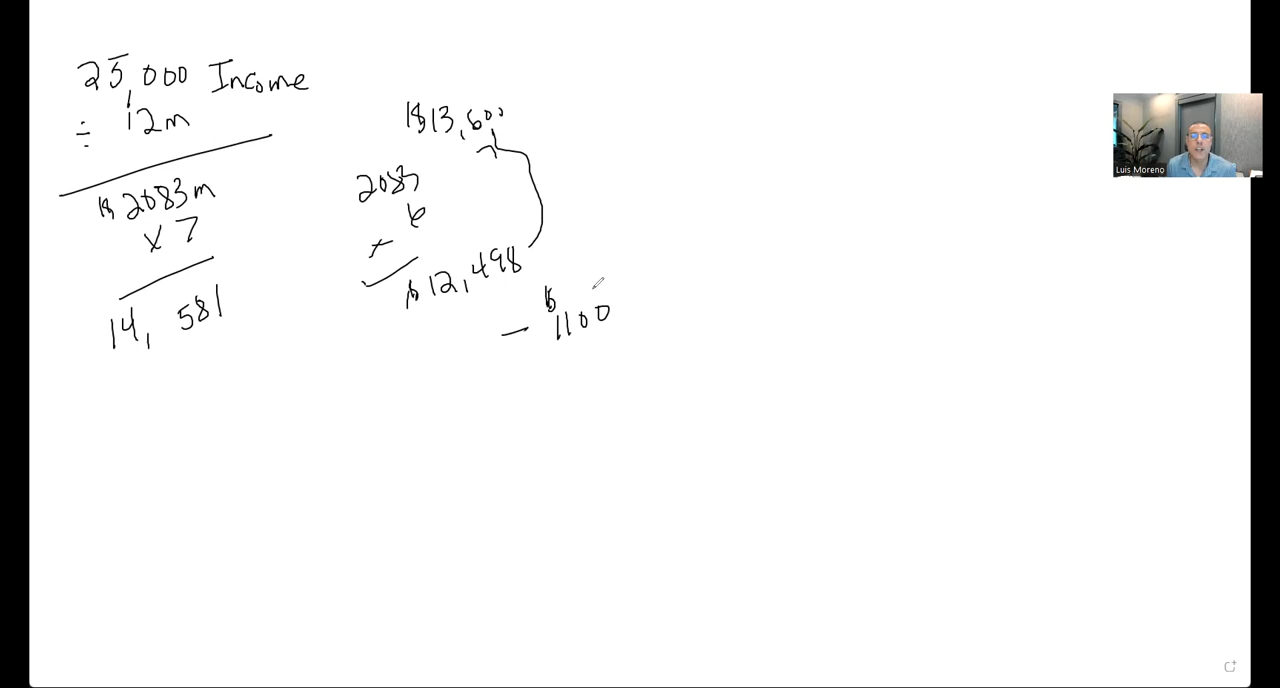 25,000 Income
÷ 12m
$2083m
x 7
14,581
$13,600
2083
x 6
$12,498
- $1100
Luis Moreno